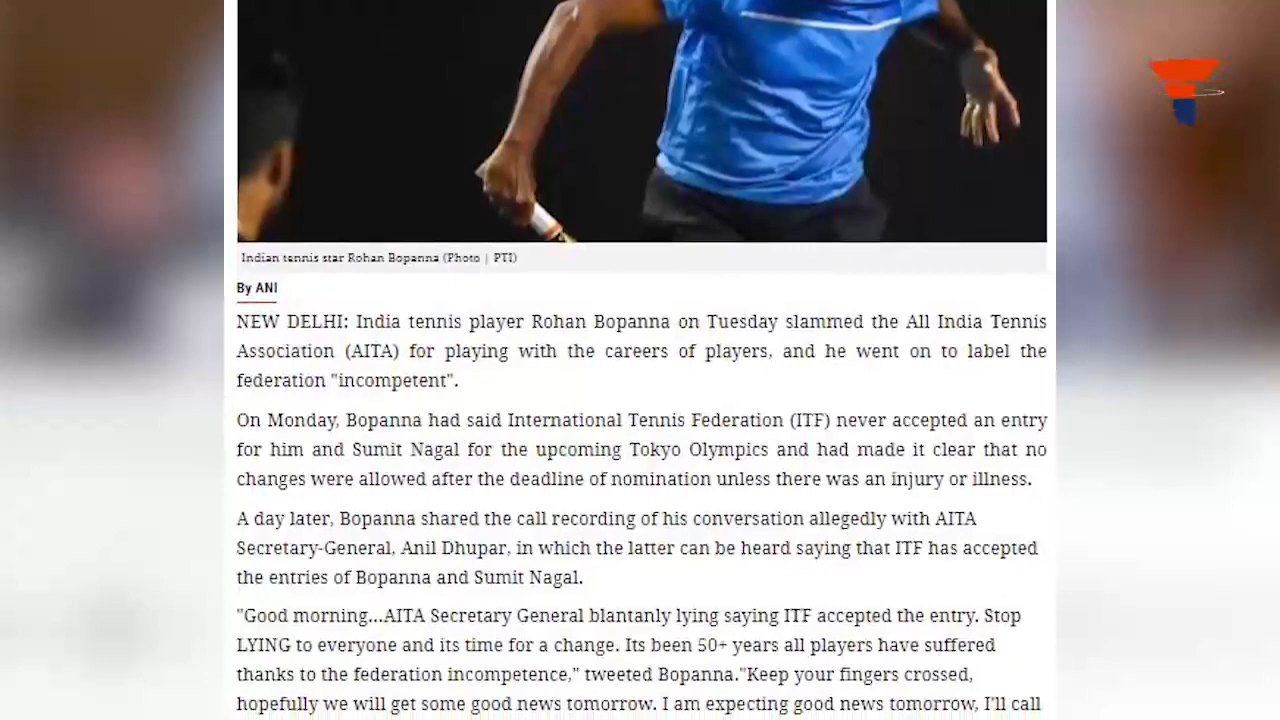 Indian tennis star Rohan Bopanna (Photo | PTI)
By ANI
NEW DELHI: India tennis player Rohan Bopanna on Tuesday slammed the All India Tennis
Association (AITA) for playing with the careers of players, and he went on to label the
federation "incompetent".
On Monday, Bopanna had said International Tennis Federation (ITF) never accepted an entry
for him and Sumit Nagal for the upcoming Tokyo Olympics and had made it clear that no
changes were allowed after the deadline of nomination unless there was an injury or illness.
A day later, Bopanna shared the call recording of his conversation allegedly with AITA
Secretary-General, Anil Dhupar, in which the latter can be heard saying that ITF has accepted
the entries of Bopanna and Sumit Nagal.
"Good morning...AITA Secretary General blantanly lying saying ITF accepted the entry. Stop
LYING to everyone and its time for a change. Its been 50+ years all players have suffered
thanks to the federation incompetence," tweeted Bopanna."Keep your fingers crossed,
hopefully we will get some good news tomorrow. I am expecting good news tomorrow, I'll call